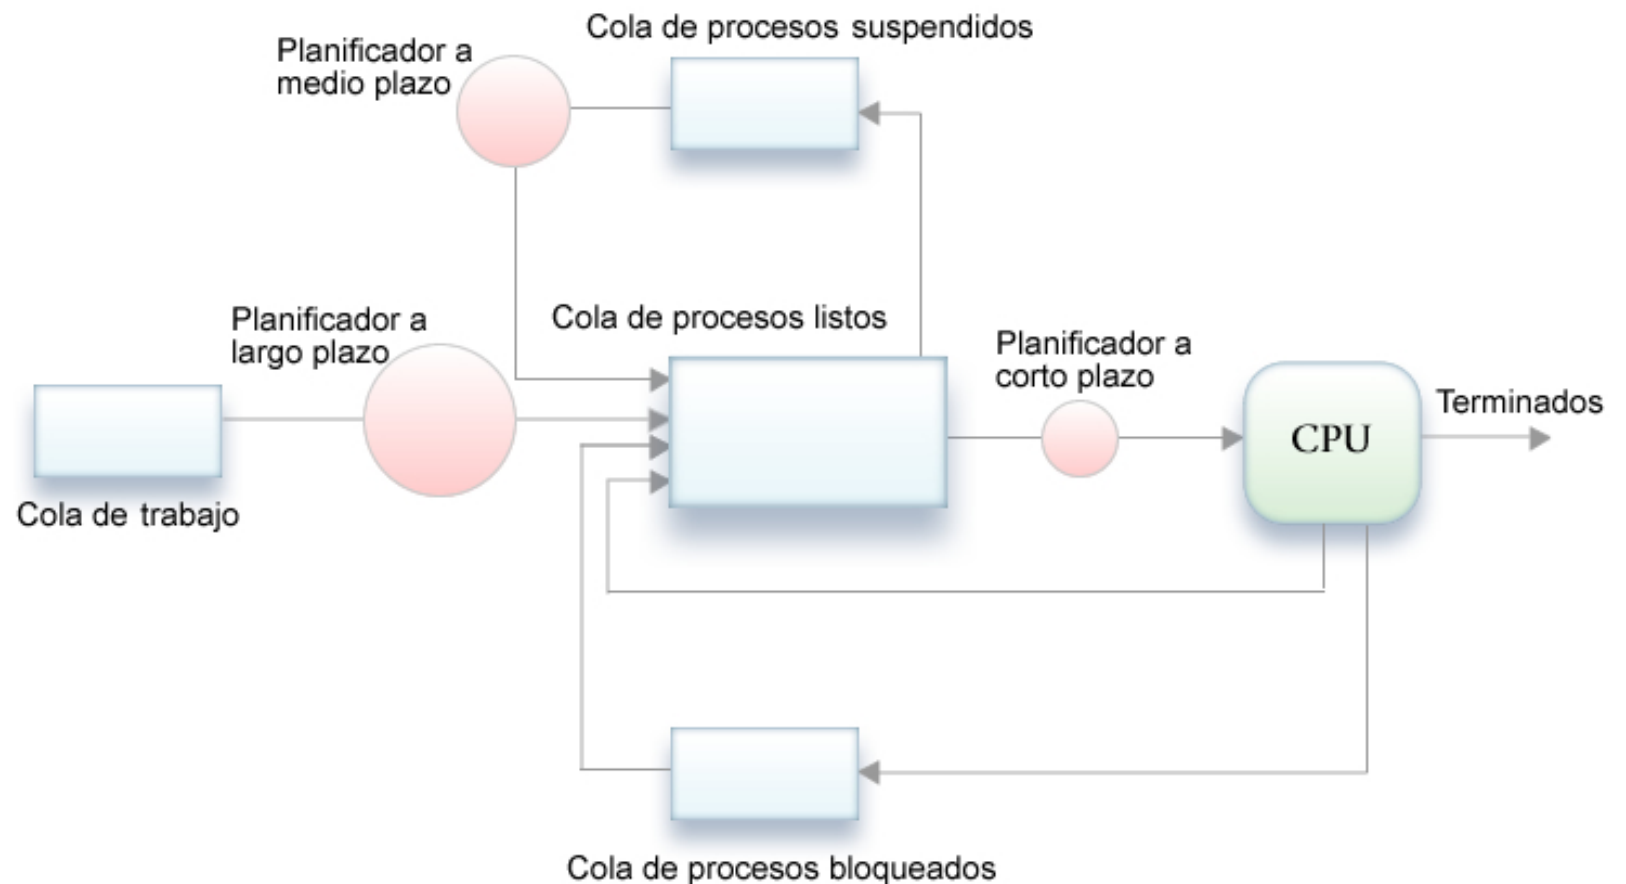 Cola de procesos suspendidos
Planificador a
medio plazo
Planificador a
largo plazo
Cola de procesos listos
Planificador a
corto plazo
CPU
Terminados
Cola de trabajo
Cola de procesos bloqueados